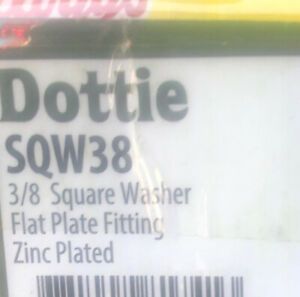 Dottie
SQW38
3/8 Square Washer
Flat Plate Fitting
Zinc Plated